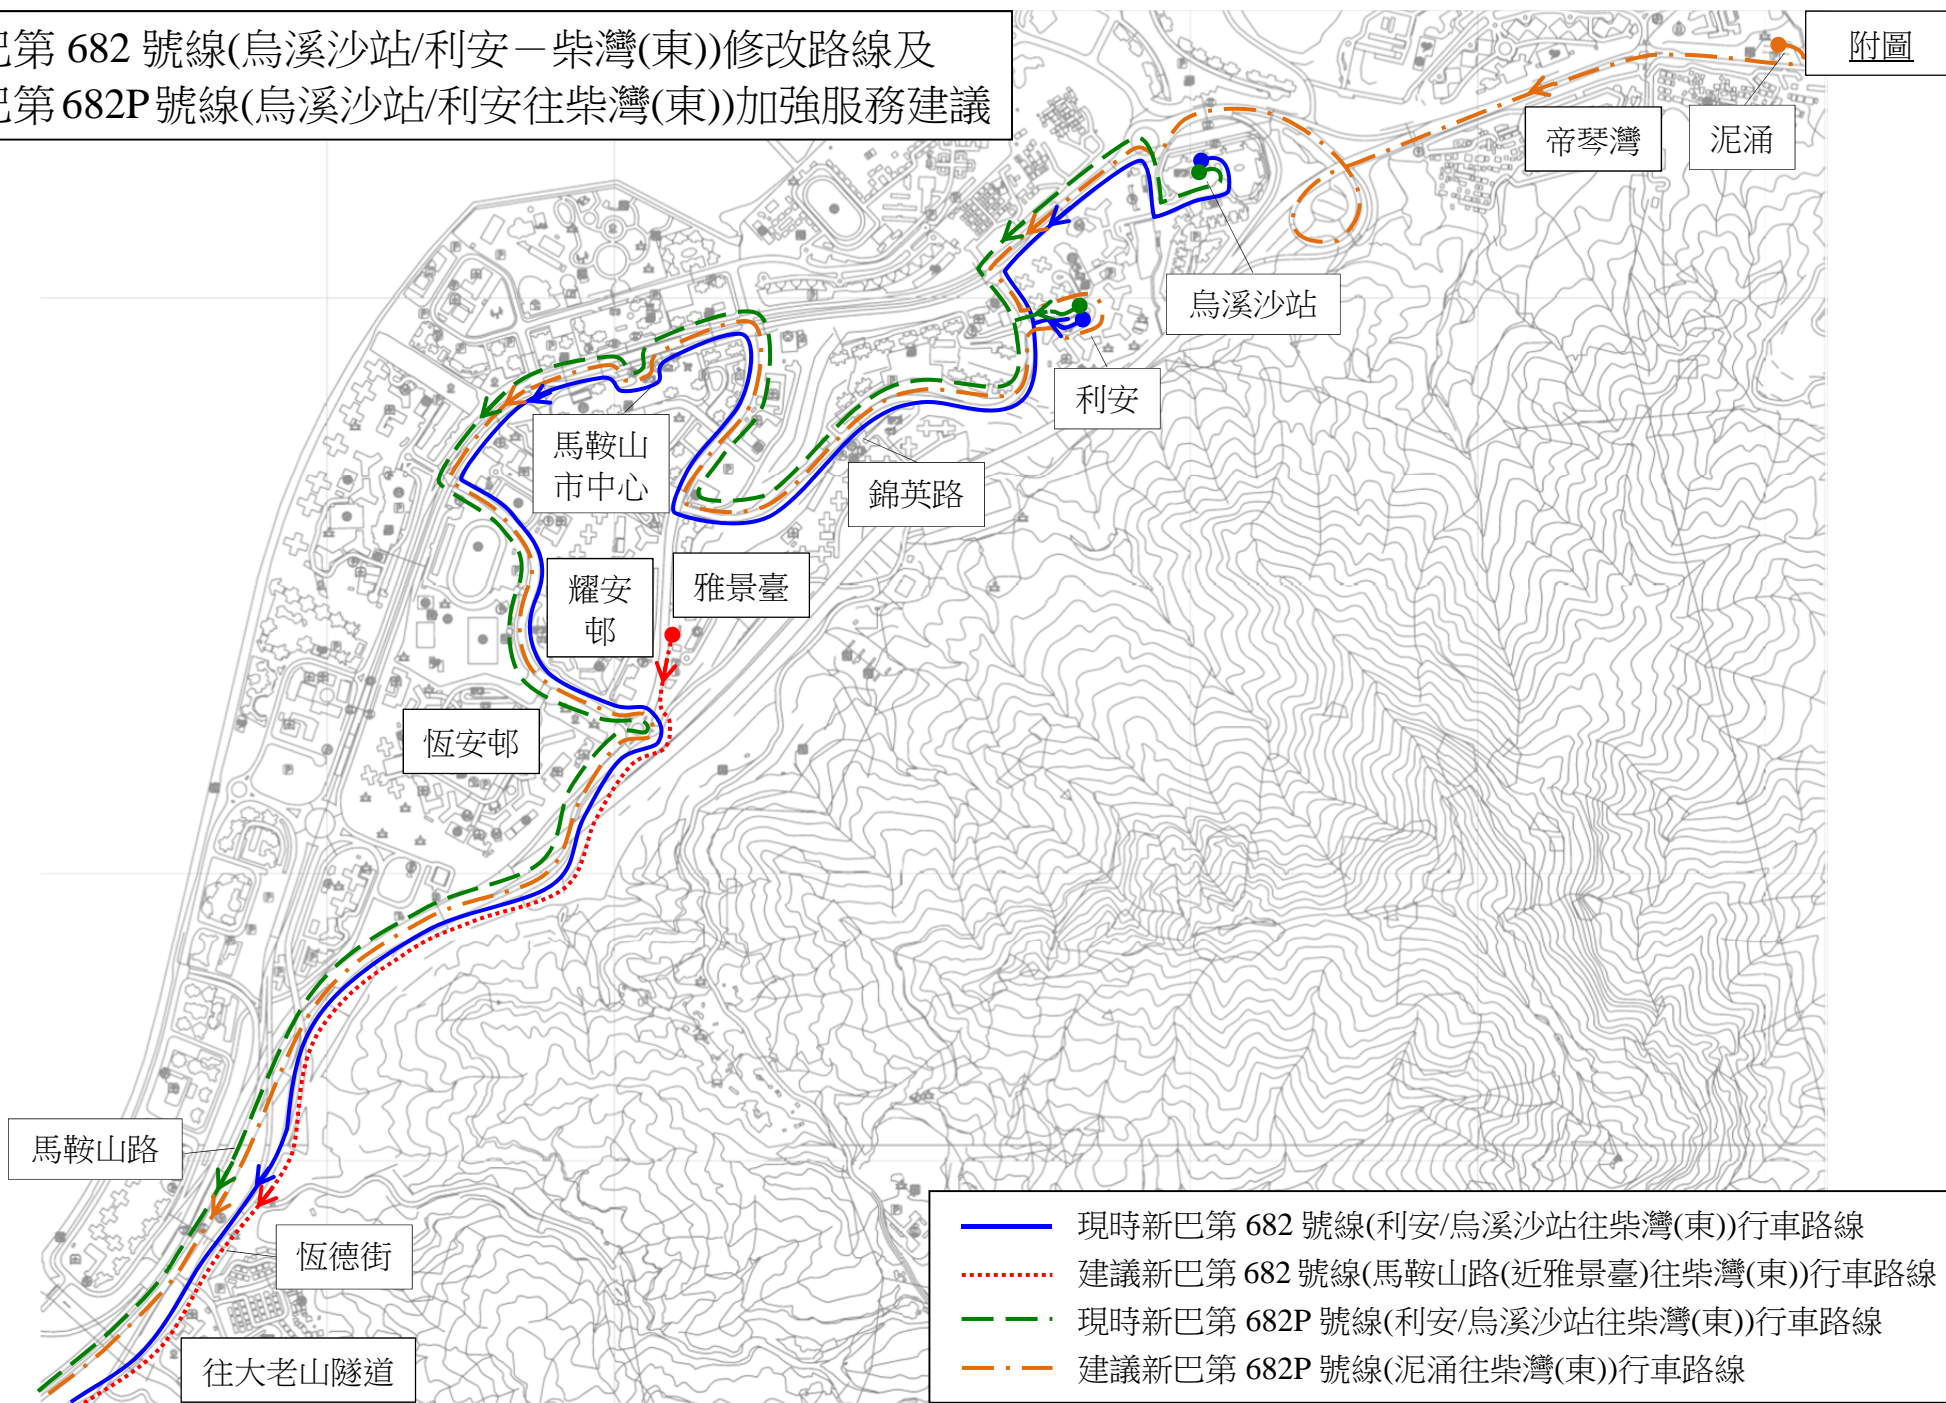 第 682 號線(烏溪沙站/利安－柴灣(東))修改路線及
第 682P 號線(烏溪沙站/利安往柴灣(東))加強服務建議
附圖
帝琴灣
泥涌
烏溪沙站
利安
馬鞍山
市中心
錦英路
耀安
邨
雅景臺
恆安邨
馬鞍山路
恆德街
往大老山隧道
現時新巴第 682 號線(利安/烏溪沙站往柴灣(東))行車路線
建議新巴第 682 號線(馬鞍山路(近雅景臺)往柴灣(東))行車路線
現時新巴第 682P 號線(利安/烏溪沙站往柴灣(東))行車路線
建議新巴第 682P 號線(泥涌往柴灣(東))行車路線